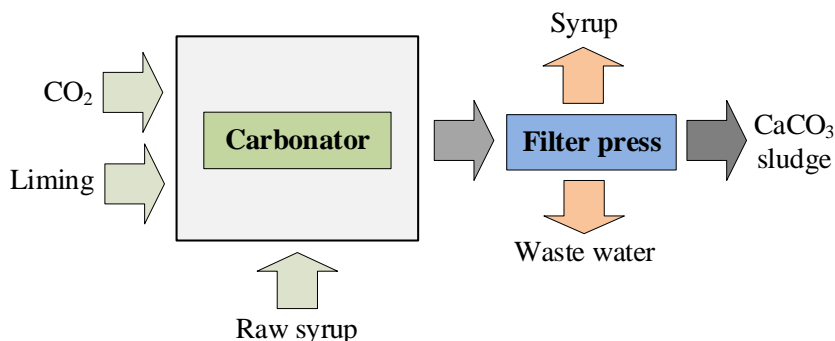 Syrup
CO₂
Carbonator
Filter press
CaCO₃
sludge
Liming
Waste water
Raw syrup